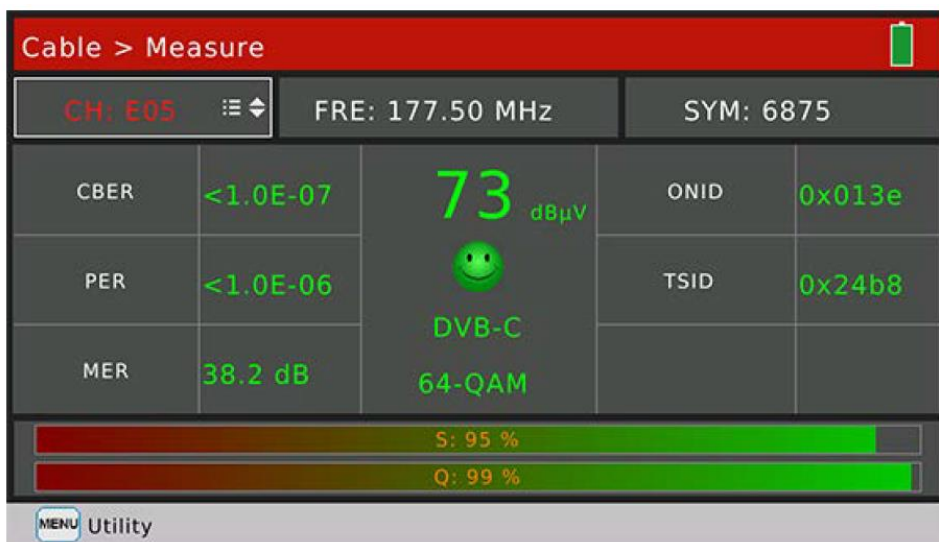 Cable > Measure
CH: E05
FRE: 177.50 MHz
SYM: 6875
CBER <1.0E-07
PER <1.0E-06
MER 38.2 dB
73 dBµV
DVB-C
64-QAM
ONID 0x013e
TSID 0x24b8
S: 95 %
Q: 99 %
MENU Utility